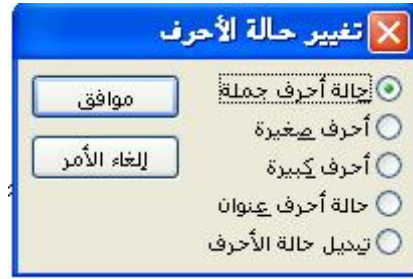 تغيير حالة الأحرف
حالة أحرف جملة
موافق
أحرف صغيرة
أحرف كبيرة
إلغاء الأمر
حالة أحرف عنوان
تبديل حالة الأحرف